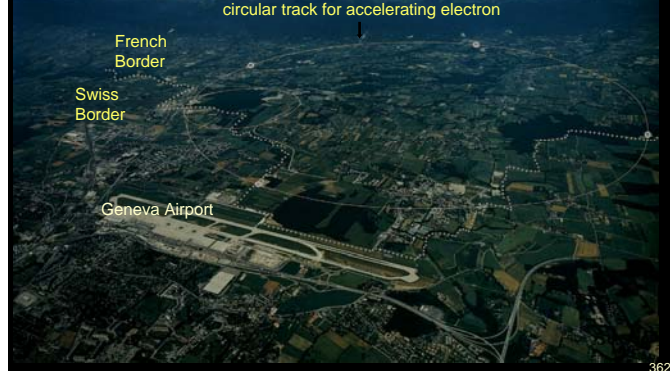 circular track for accelerating electron
French
Border
Swiss
Border
Geneva Airport
362